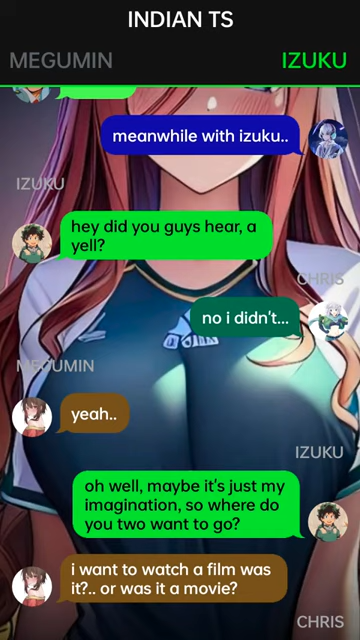 INDIAN TS
MEGUMIN
IZUKU
meanwhile with izuku..
IZUKU
hey did you guys hear, a
yell?
CHRIS
no i didn't...
MEGUMIN
yeah..
IZUKU
oh well, maybe it's just my
imagination, so where do
you two want to go?
i want to watch a film was
it?.. or was it a movie?
CHRIS